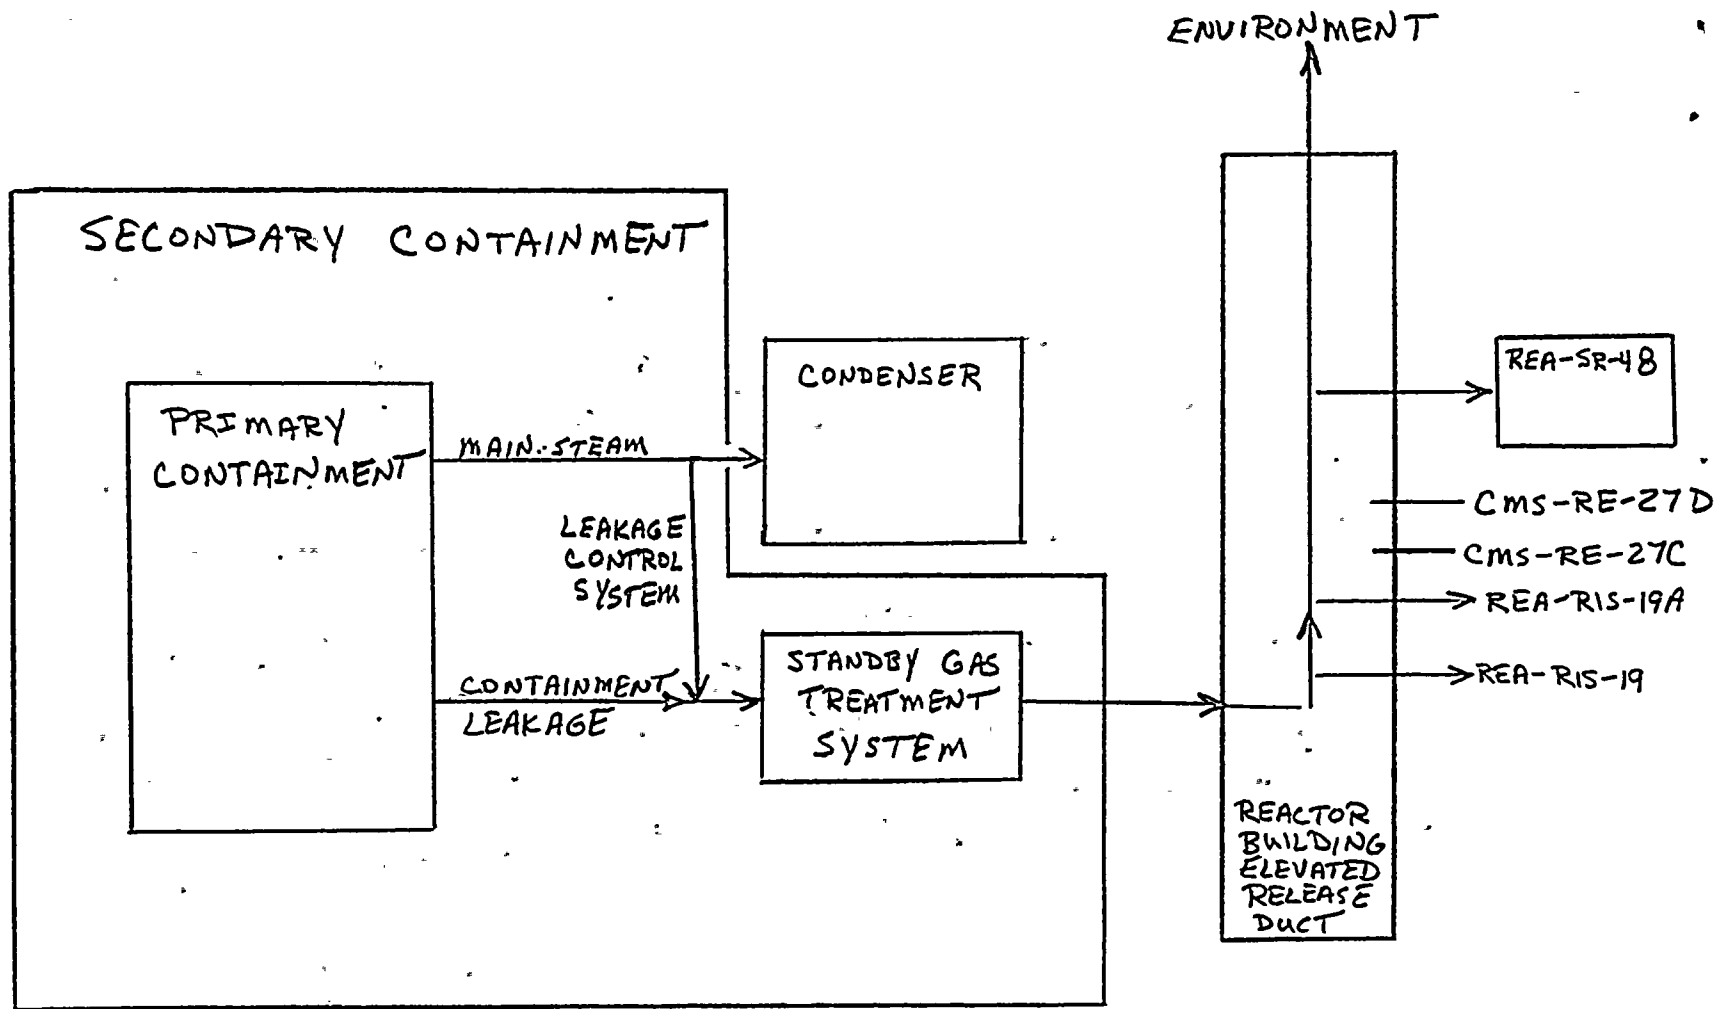 ENVIRONMENT
SECONDARY CONTAINMENT
PRIMARY
CONTAINMENT
MAIN STEAM
CONDENSER
LEAKAGE
CONTROL
SYSTEM
CONTAINMENT
LEAKAGE
STANDBY GAS
TREATMENT
SYSTEM
REA-SR-48
CMS-RE-27D
CMS-RE-27C
REA-RIS-19A
REA-RIS-19
REACTOR
BUILDING
ELEVATED
RELEASE
DUCT